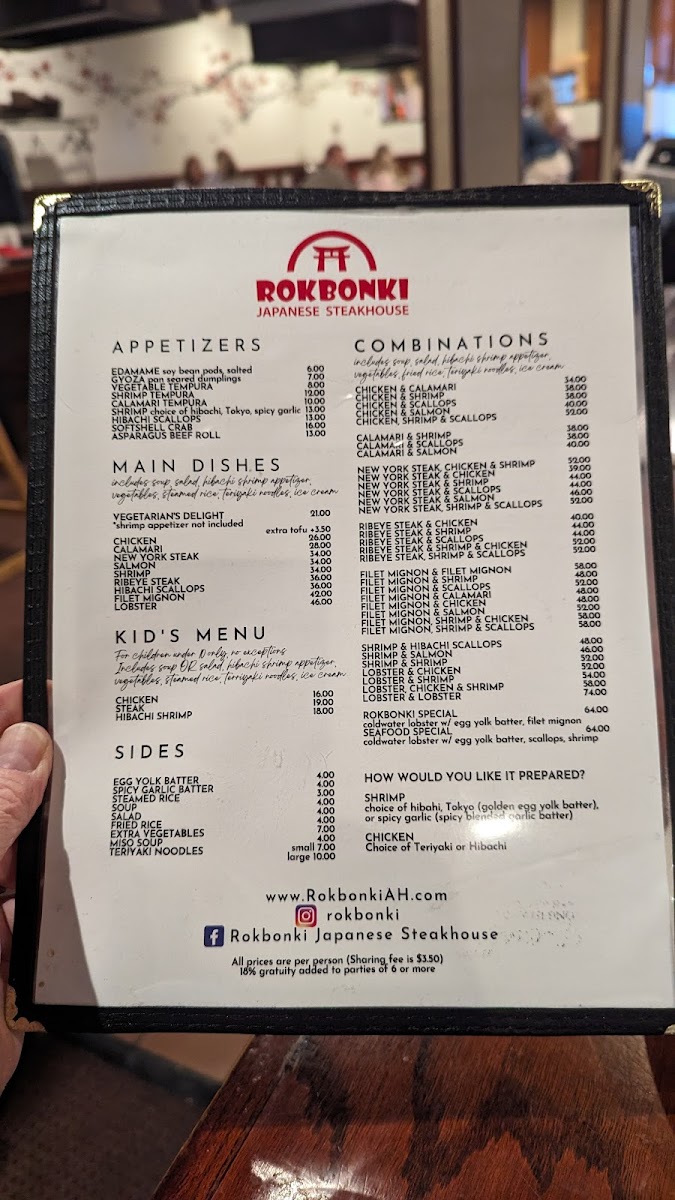 ROKBONKI
JAPANESE STEAKHOUSE
APPETIZERS
EDAMAME soy bean pods, salted 6.00
GYOZA pan seared dumplings 7.00
VEGETABLE TEMPURA 8.00
SHRIMP TEMPURA 12.00
CALAMARI TEMPURA 10.00
SHRIMP choice of hibachi, Tokyo, spicy garlic 13.00
HIBACHI SCALLOPS 13.00
SOFTSHELL CRAB 16.00
ASPARAGUS BEEF ROLL 13.00
MAIN DISHES
includes soup, salad, hibachi shrimp appetizer,
vegetables, steamed rice, teriyaki noodles, ice cream
VEGETARIAN'S DELIGHT 21.00
*shrimp appetizer not included
extra tofu +3.50
CHICKEN 26.00
CALAMARI 28.00
NEW YORK STEAK 34.00
SALMON 34.00
SHRIMP 34.00
RIBEYE STEAK 36.00
HIBACHI SCALLOPS 36.00
FILET MIGNON 42.00
LOBSTER 46.00
KID'S MENU
For children under 10 only, no exceptions
Includes soup OR salad, hibachi shrimp appetizer,
vegetables, steamed rice, terriyaki noodles, ice cream
CHICKEN 16.00
STEAK 19.00
HIBACHI SHRIMP 18.00
SIDES
EGG YOLK BATTER 4.00
SPICY GARLIC BATTER 4.00
STEAMED RICE 3.00
SOUP 4.00
SALAD 4.00
FRIED RICE 4.00
EXTRA VEGETABLES 7.00
MISO SOUP 4.00
TERIYAKI NOODLES small 7.00
large 10.00
COMBINATIONS
includes soup, salad, hibachi shrimp appetizer,
vegetables, fried rice, teriyaki noodles, ice cream
CHICKEN & CALAMARI 34.00
CHICKEN & SHRIMP 38.00
CHICKEN & SCALLOPS 38.00
CHICKEN & SALMON 40.00
CHICKEN, SHRIMP & SCALLOPS 52.00
CALAMARI & SHRIMP 38.00
CALAMARI & SCALLOPS 38.00
CALAMARI & SALMON 40.00
NEW YORK STEAK, CHICKEN & SHRIMP 52.00
NEW YORK STEAK & CHICKEN 39.00
NEW YORK STEAK & SHRIMP 44.00
NEW YORK STEAK & SCALLOPS 44.00
NEW YORK STEAK & SALMON 46.00
NEW YORK STEAK, SHRIMP & SCALLOPS 52.00
RIBEYE STEAK & CHICKEN 40.00
RIBEYE STEAK & SHRIMP 44.00
RIBEYE STEAK & SCALLOPS 44.00
RIBEYE STEAK & SHRIMP & CHICKEN 52.00
RIBEYE STEAK, SHRIMP & SCALLOPS 52.00
FILET MIGNON & FILET MIGNON 58.00
FILET MIGNON & SHRIMP 48.00
FILET MIGNON & SCALLOPS 52.00
FILET MIGNON & CALAMARI 48.00
FILET MIGNON & CHICKEN 48.00
FILET MIGNON & SALMON 52.00
FILET MIGNON, SHRIMP & CHICKEN 58.00
FILET MIGNON, SHRIMP & SCALLOPS 58.00
SHRIMP & HIBACHI SCALLOPS 48.00
SHRIMP & SALMON 46.00
SHRIMP & SHRIMP 52.00
LOBSTER & CHICKEN 52.00
LOBSTER & SHRIMP 54.00
LOBSTER, CHICKEN & SHRIMP 58.00
LOBSTER & LOBSTER 74.00
ROKBONKI SPECIAL 64.00
coldwater lobster w/ egg yolk batter, filet mignon
SEAFOOD SPECIAL 64.00
coldwater lobster w/ egg yolk batter, scallops, shrimp
HOW WOULD YOU LIKE IT PREPARED?
SHRIMP
choice of hibahi, Tokyo (golden egg yolk batter),
or spicy garlic (spicy blended garlic batter)
CHICKEN
Choice of Teriyaki or Hibachi
www.RokbonkiAH.com
rokbonki
Rokbonki Japanese Steakhouse
All prices are per person (Sharing fee is $3.50)
18% gratuity added to parties of 6 or more